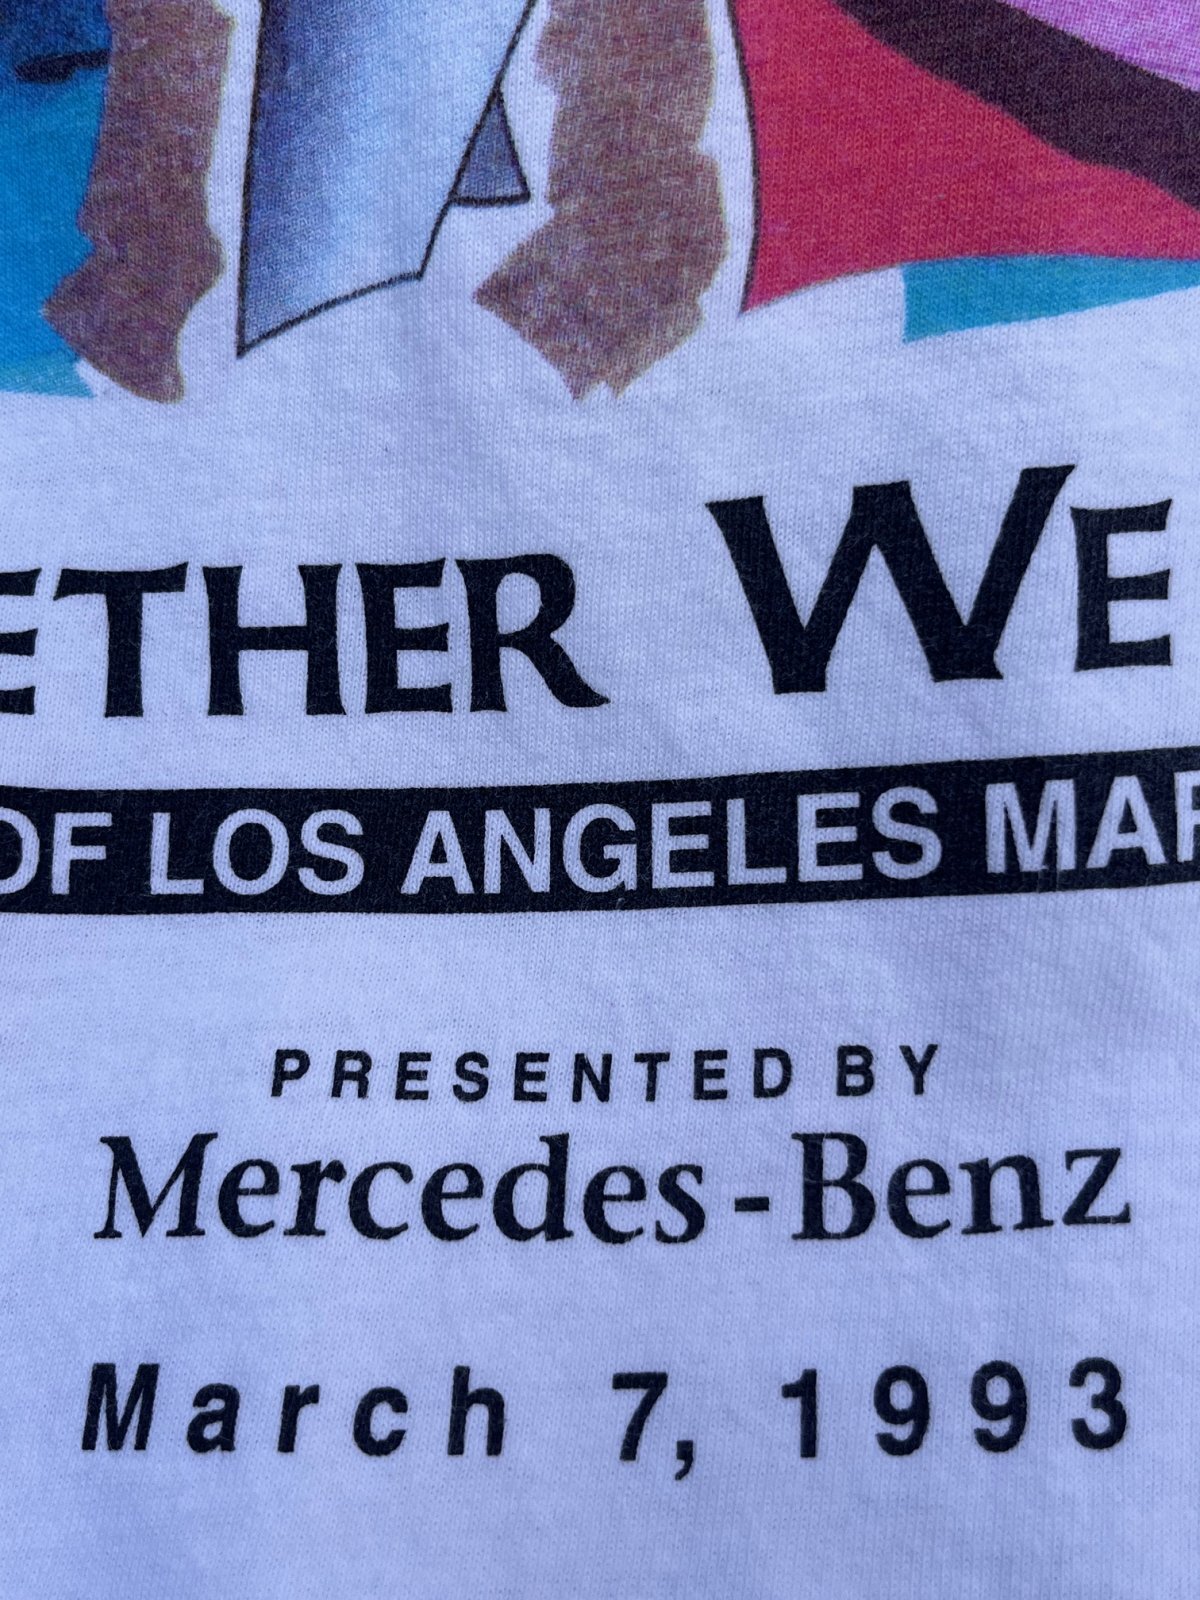 ETHER WE
OF LOS ANGELES MAR
PRESENTED BY
Mercedes-Benz
March 7, 1993